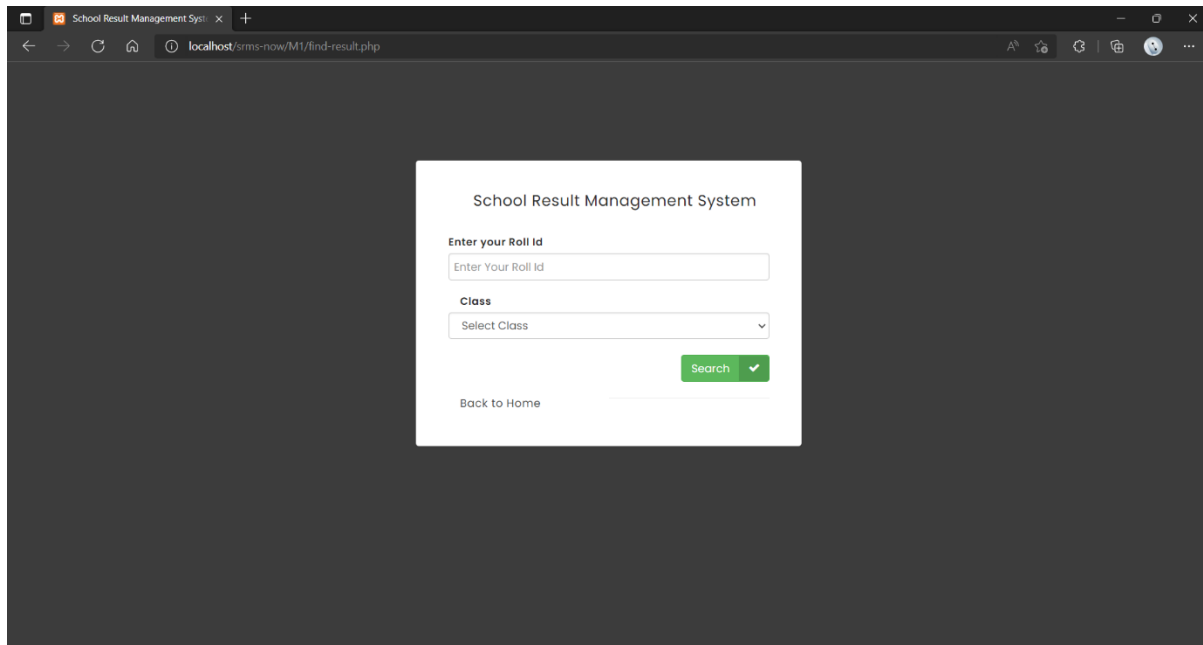 School Result Management Syst
localhost/srms-now/M1/find-result.php
School Result Management System
Enter your Roll Id
Enter Your Roll Id
Class
Select Class
Search
Back to Home